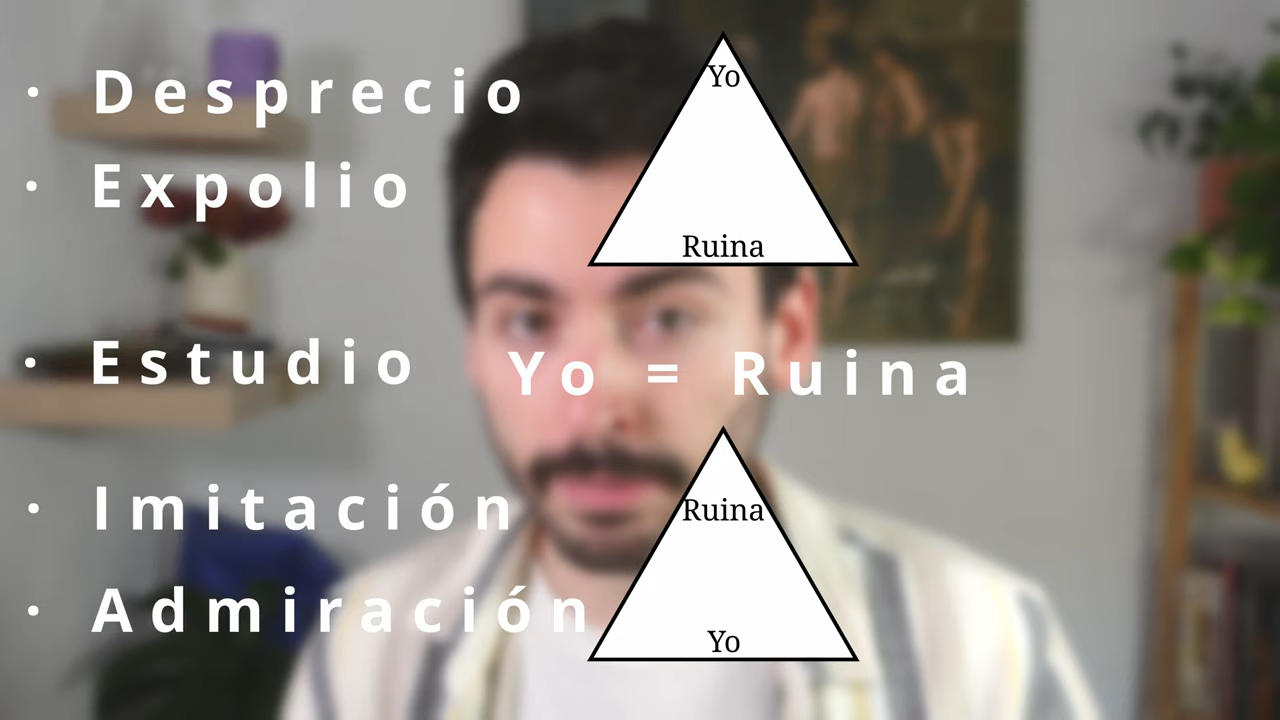 · Desprecio
· Expolio
Yo
Ruina
· Estudio
Yo = Ruina
· Imitación
· Admiración
Ruina
Yo